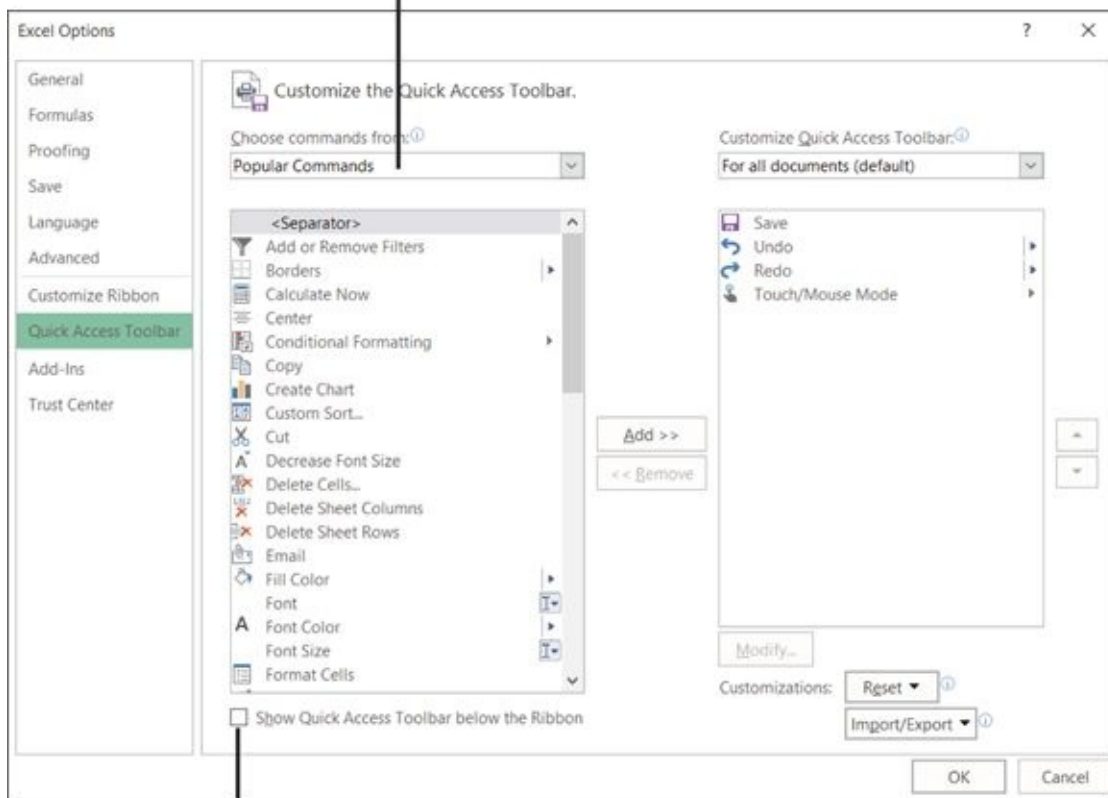 Excel Options
?
General
Formulas
Proofing
Save
Language
Advanced
Customize Ribbon
Quick Access Toolbar
Add-Ins
Trust Center
Customize the Quick Access Toolbar.
Choose commands from:
Popular Commands
<Separator>
Add or Remove Filters
Borders
Calculate Now
Center
Conditional Formatting
Copy
Create Chart
Custom Sort...
Cut
Decrease Font Size
Delete Cells...
Delete Sheet Columns
Delete Sheet Rows
Email
Fill Color
Font
Font Color
Font Size
Format Cells
Show Quick Access Toolbar below the Ribbon
Add >>
<< Remove
Customize Quick Access Toolbar:
For all documents (default)
Save
Undo
Redo
Touch/Mouse Mode
Modify...
Customizations:
Reset
Import/Export
OK
Cancel